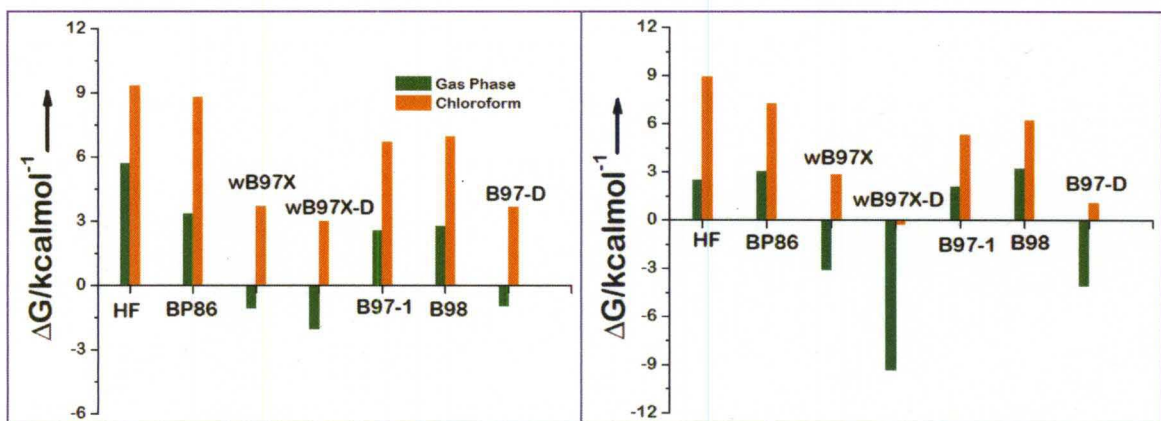 12
9
6
3
0
-3
-6
ΔG/kcalmol⁻¹
Gas Phase
Chloroform
wB97X
wB97X-D
B97-D
HF
BP86
B97-1
B98
12
9
6
3
0
-3
-6
-9
-12
ΔG/kcalmol⁻¹
wB97X
wB97X-D
B97-D
HF
BP86
B97-1
B98